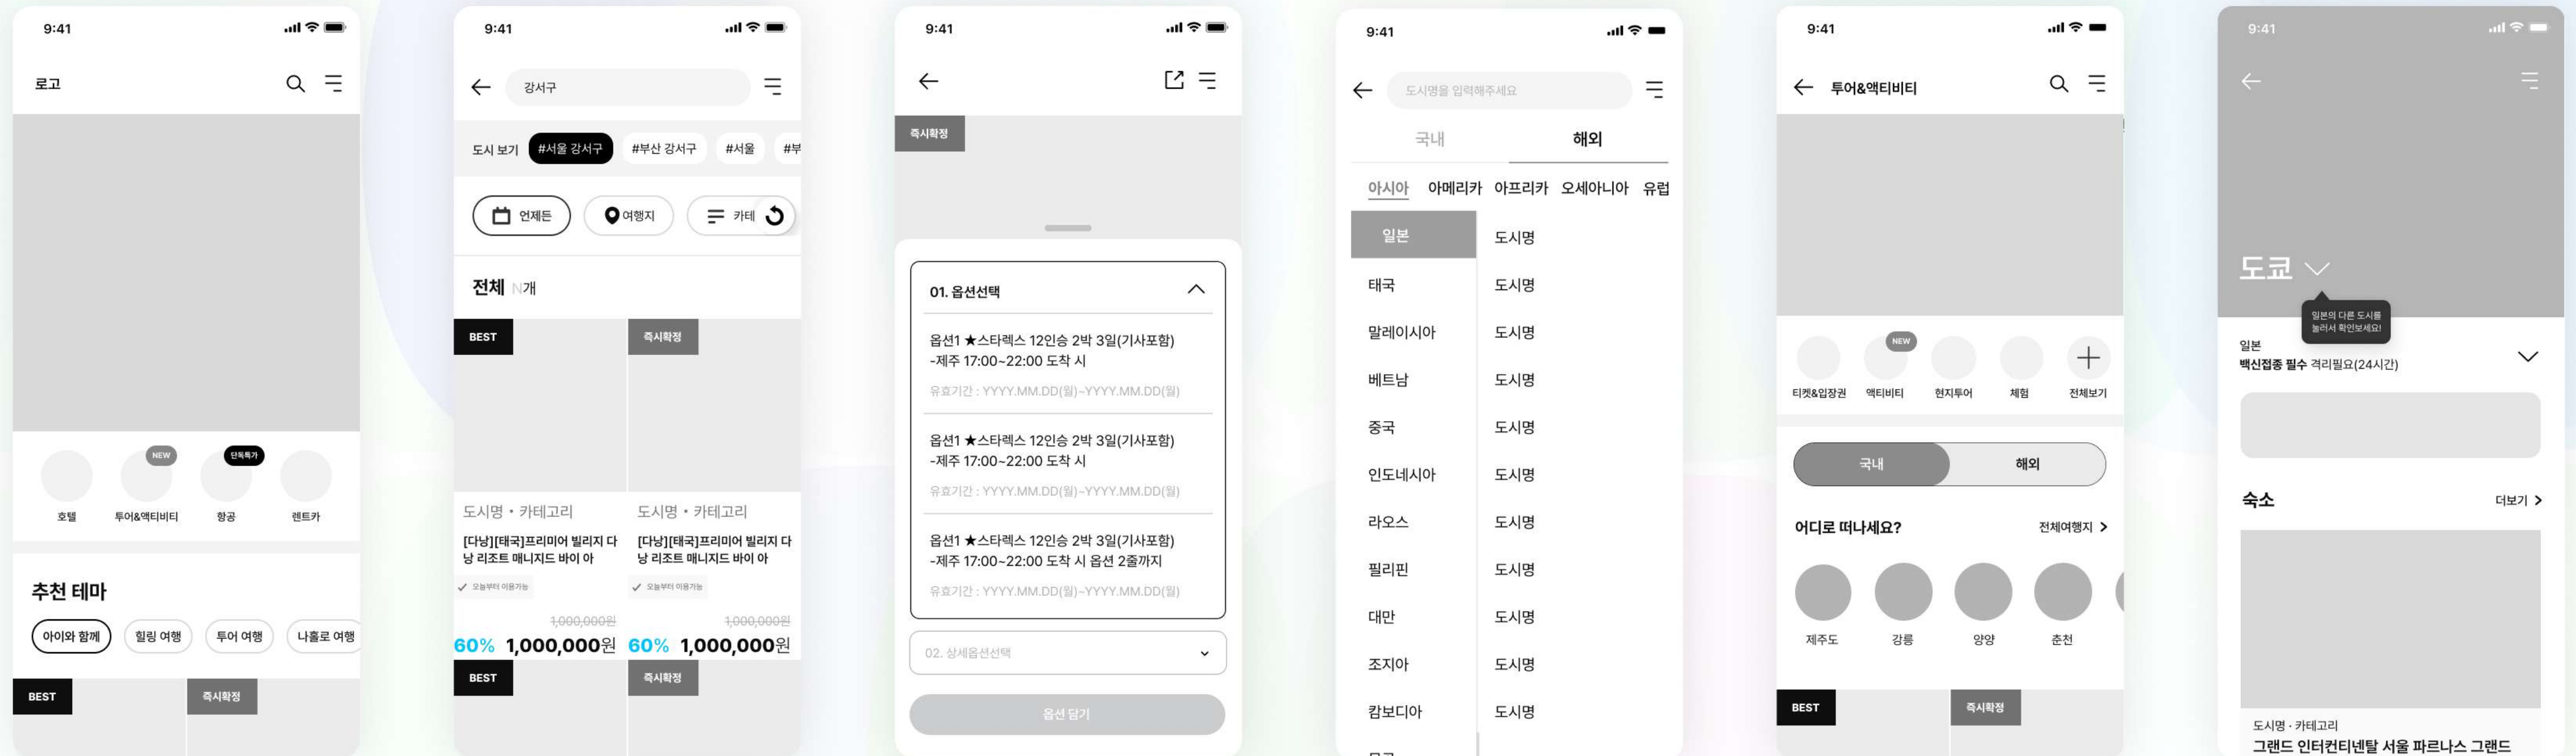 9:41
로고
NEW
단독특가
호텔
투어&액티비티
항공
렌트카
추천 테마
아이와 함께
힐링 여행
투어 여행
나홀로 여행
BEST
즉시확정
9:41
강서구
도시 보기
#서울 강서구
#부산 강서구
#서울
#부
언제든
여행지
카테
전체 N개
BEST
즉시확정
도시명 • 카테고리
[다낭][태국]프리미어 빌리지 다
낭 리조트 매니지드 바이 아
✓ 오늘부터 이용가능
1,000,000원
60% 1,000,000원
도시명 • 카테고리
[다낭][태국]프리미어 빌리지 다
낭 리조트 매니지드 바이 아
✓ 오늘부터 이용가능
1,000,000원
60% 1,000,000원
BEST
즉시확정
9:41
즉시확정
01. 옵션선택
옵션1 ★스타렉스 12인승 2박 3일(기사포함)
-제주 17:00~22:00 도착 시
유효기간 : YYYY.MM.DD(월)~YYYY.MM.DD(월)
옵션1 ★스타렉스 12인승 2박 3일(기사포함)
-제주 17:00~22:00 도착 시
유효기간 : YYYY.MM.DD(월)~YYYY.MM.DD(월)
옵션1 ★스타렉스 12인승 2박 3일(기사포함)
-제주 17:00~22:00 도착 시 옵션 2줄까지
유효기간 : YYYY.MM.DD(월)~YYYY.MM.DD(월)
02. 상세옵션선택
옵션 담기
9:41
도시명을 입력해주세요
국내
해외
아시아
아메리카
아프리카
오세아니아
유럽
일본
도시명
태국
도시명
말레이시아
도시명
베트남
도시명
중국
도시명
인도네시아
도시명
라오스
도시명
필리핀
도시명
대만
도시명
조지아
도시명
캄보디아
도시명
9:41
투어&액티비티
NEW
티켓&입장권
액티비티
현지투어
체험
전체보기
국내
해외
어디로 떠나세요?
전체여행지 >
제주도
강릉
양양
춘천
BEST
즉시확정
9:41
도쿄
일본의 다른 도시를
눌러서 확인보세요!
일본
백신접종 필수 격리필요(24시간)
숙소
더보기 >
도시명 · 카테고리
그랜드 인터컨티넨탈 서울 파르나스 그랜드